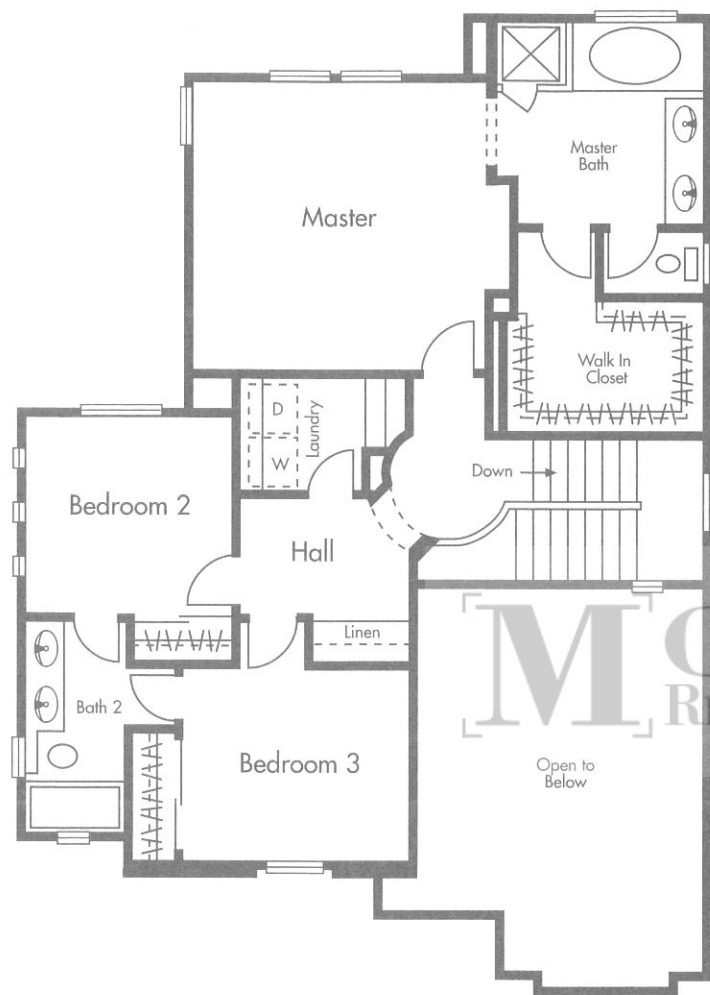 Master
Bath
Master
Walk In
Closet
D
Laundry
W
Down
Bedroom 2
Hall
Linen
Bath 2
Bedroom 3
Open to
Below
[M]